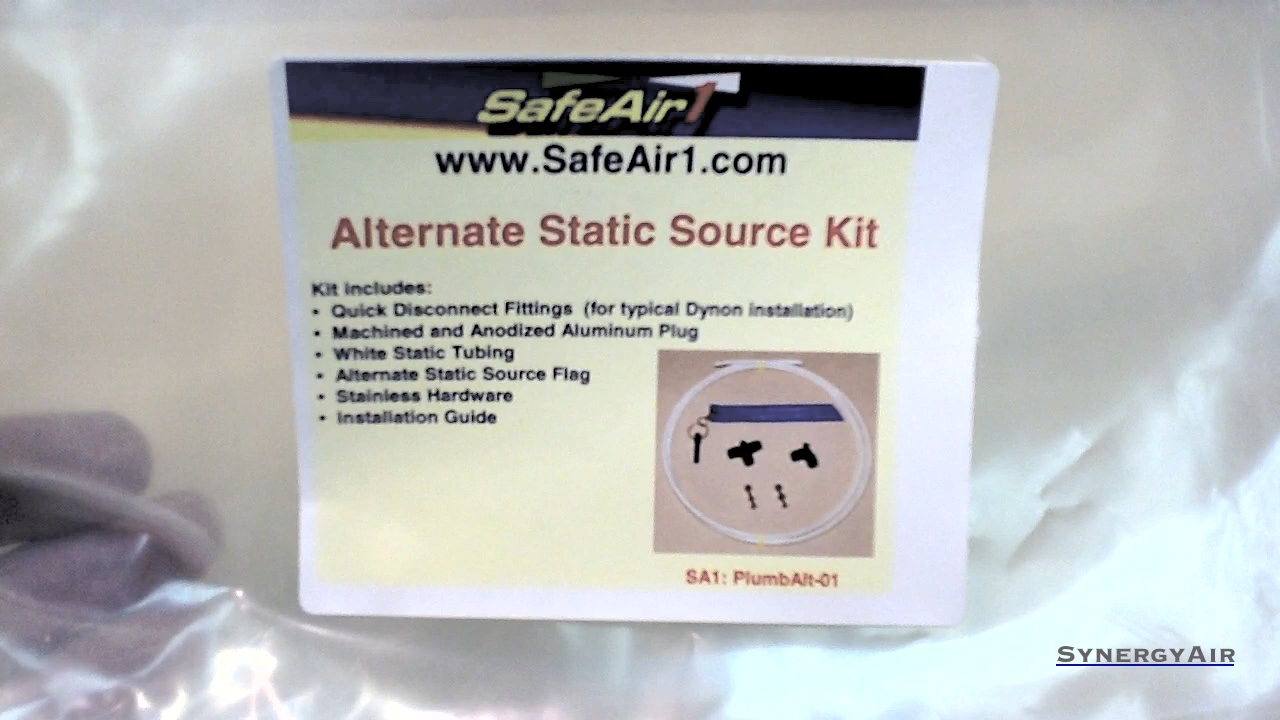 SafeAir1
www.SafeAir1.com
Alternate Static Source Kit
Kit includes:
• Quick Disconnect Fittings (for typical Dynon installation)
• Machined and Anodized Aluminum Plug
• White Static Tubing
• Alternate Static Source Flag
• Stainless Hardware
• Installation Guide
SA1: PlumbAlt-01
SYNERGYAIR